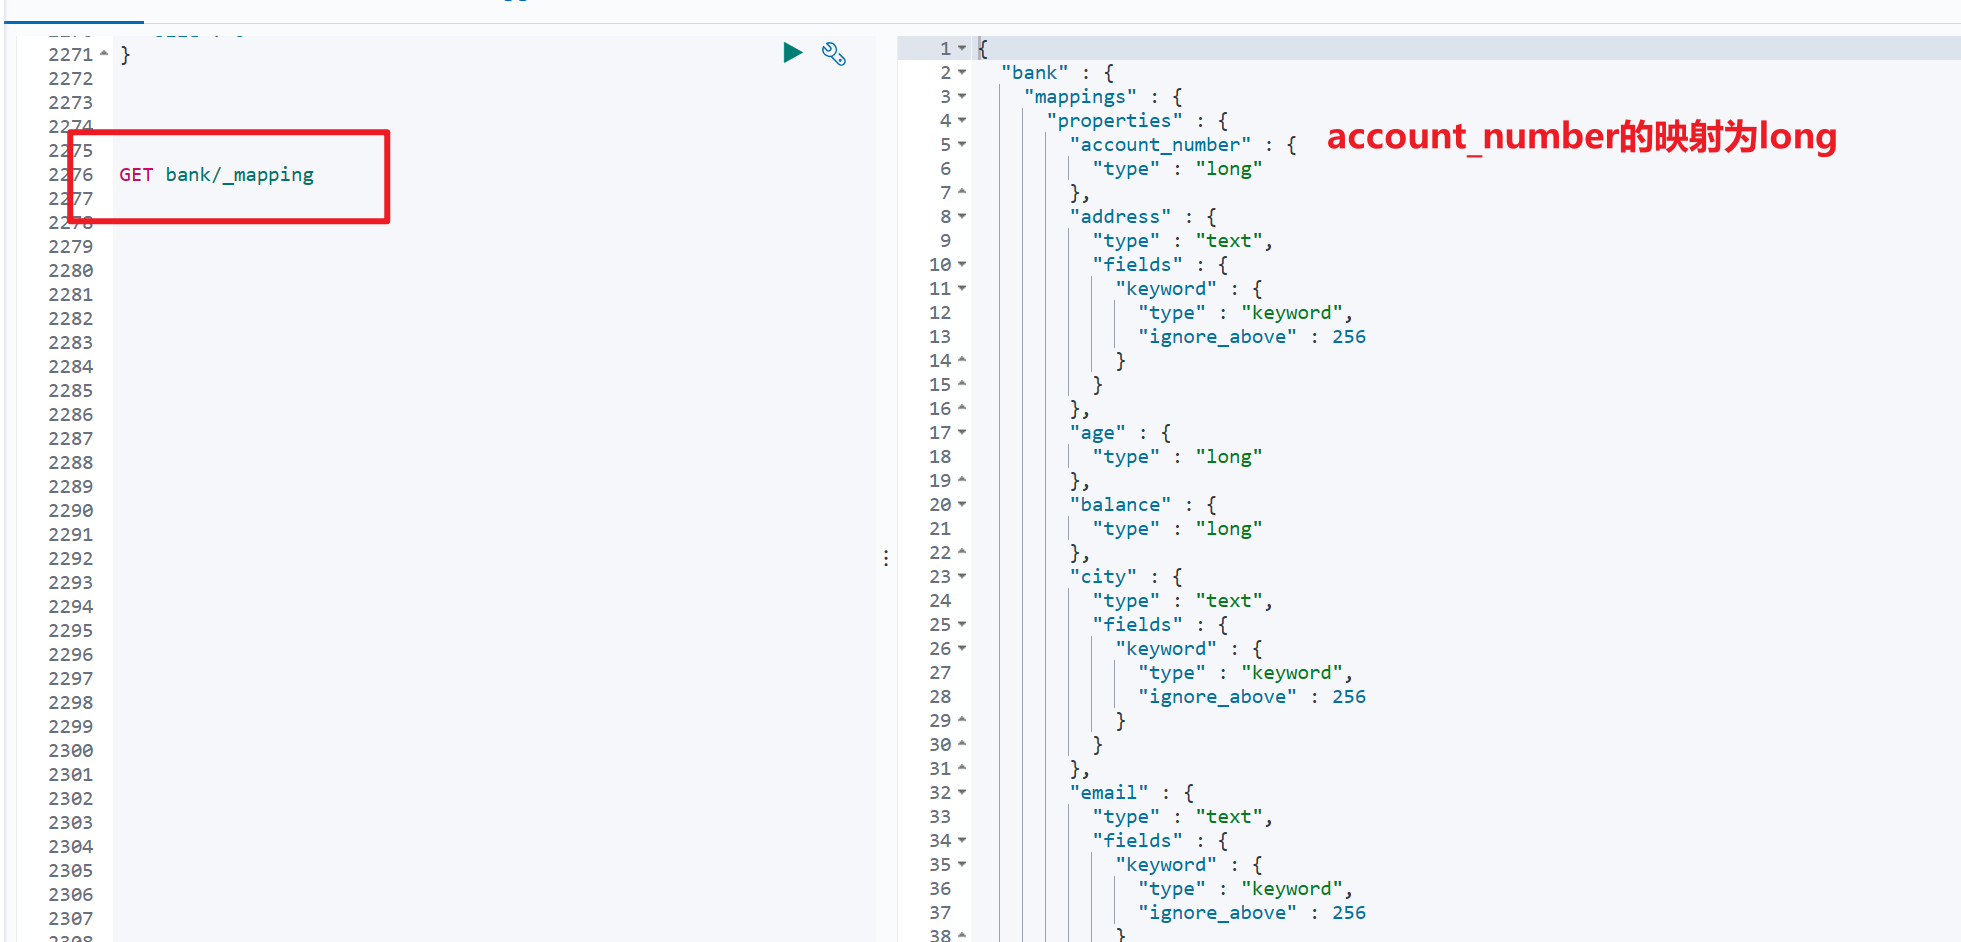 2271 }
2272
2273
2274
2275
2276 GET bank/_mapping
2277
2278
2279
2280
2281
2282
2283
2284
2285
2286
2287
2288
2289
2290
2291
2292
2293
2294
2295
2296
2297
2298
2299
2300
2301
2302
2303
2304
2305
2306
2307
2308
1 {
2 "bank" : {
3 "mappings" : {
4 "properties" : {
account_number的映射为long
5 "account_number" : {
6 "type" : "long"
7 },
8 "address" : {
9 "type" : "text",
10 "fields" : {
11 "keyword" : {
12 "type" : "keyword",
13 "ignore_above" : 256
14 }
15 }
16 },
17 "age" : {
18 "type" : "long"
19 },
20 "balance" : {
21 "type" : "long"
22 },
23 "city" : {
24 "type" : "text",
25 "fields" : {
26 "keyword" : {
27 "type" : "keyword",
28 "ignore_above" : 256
29 }
30 }
31 },
32 "email" : {
33 "type" : "text",
34 "fields" : {
35 "keyword" : {
36 "type" : "keyword",
37 "ignore_above" : 256
38 }